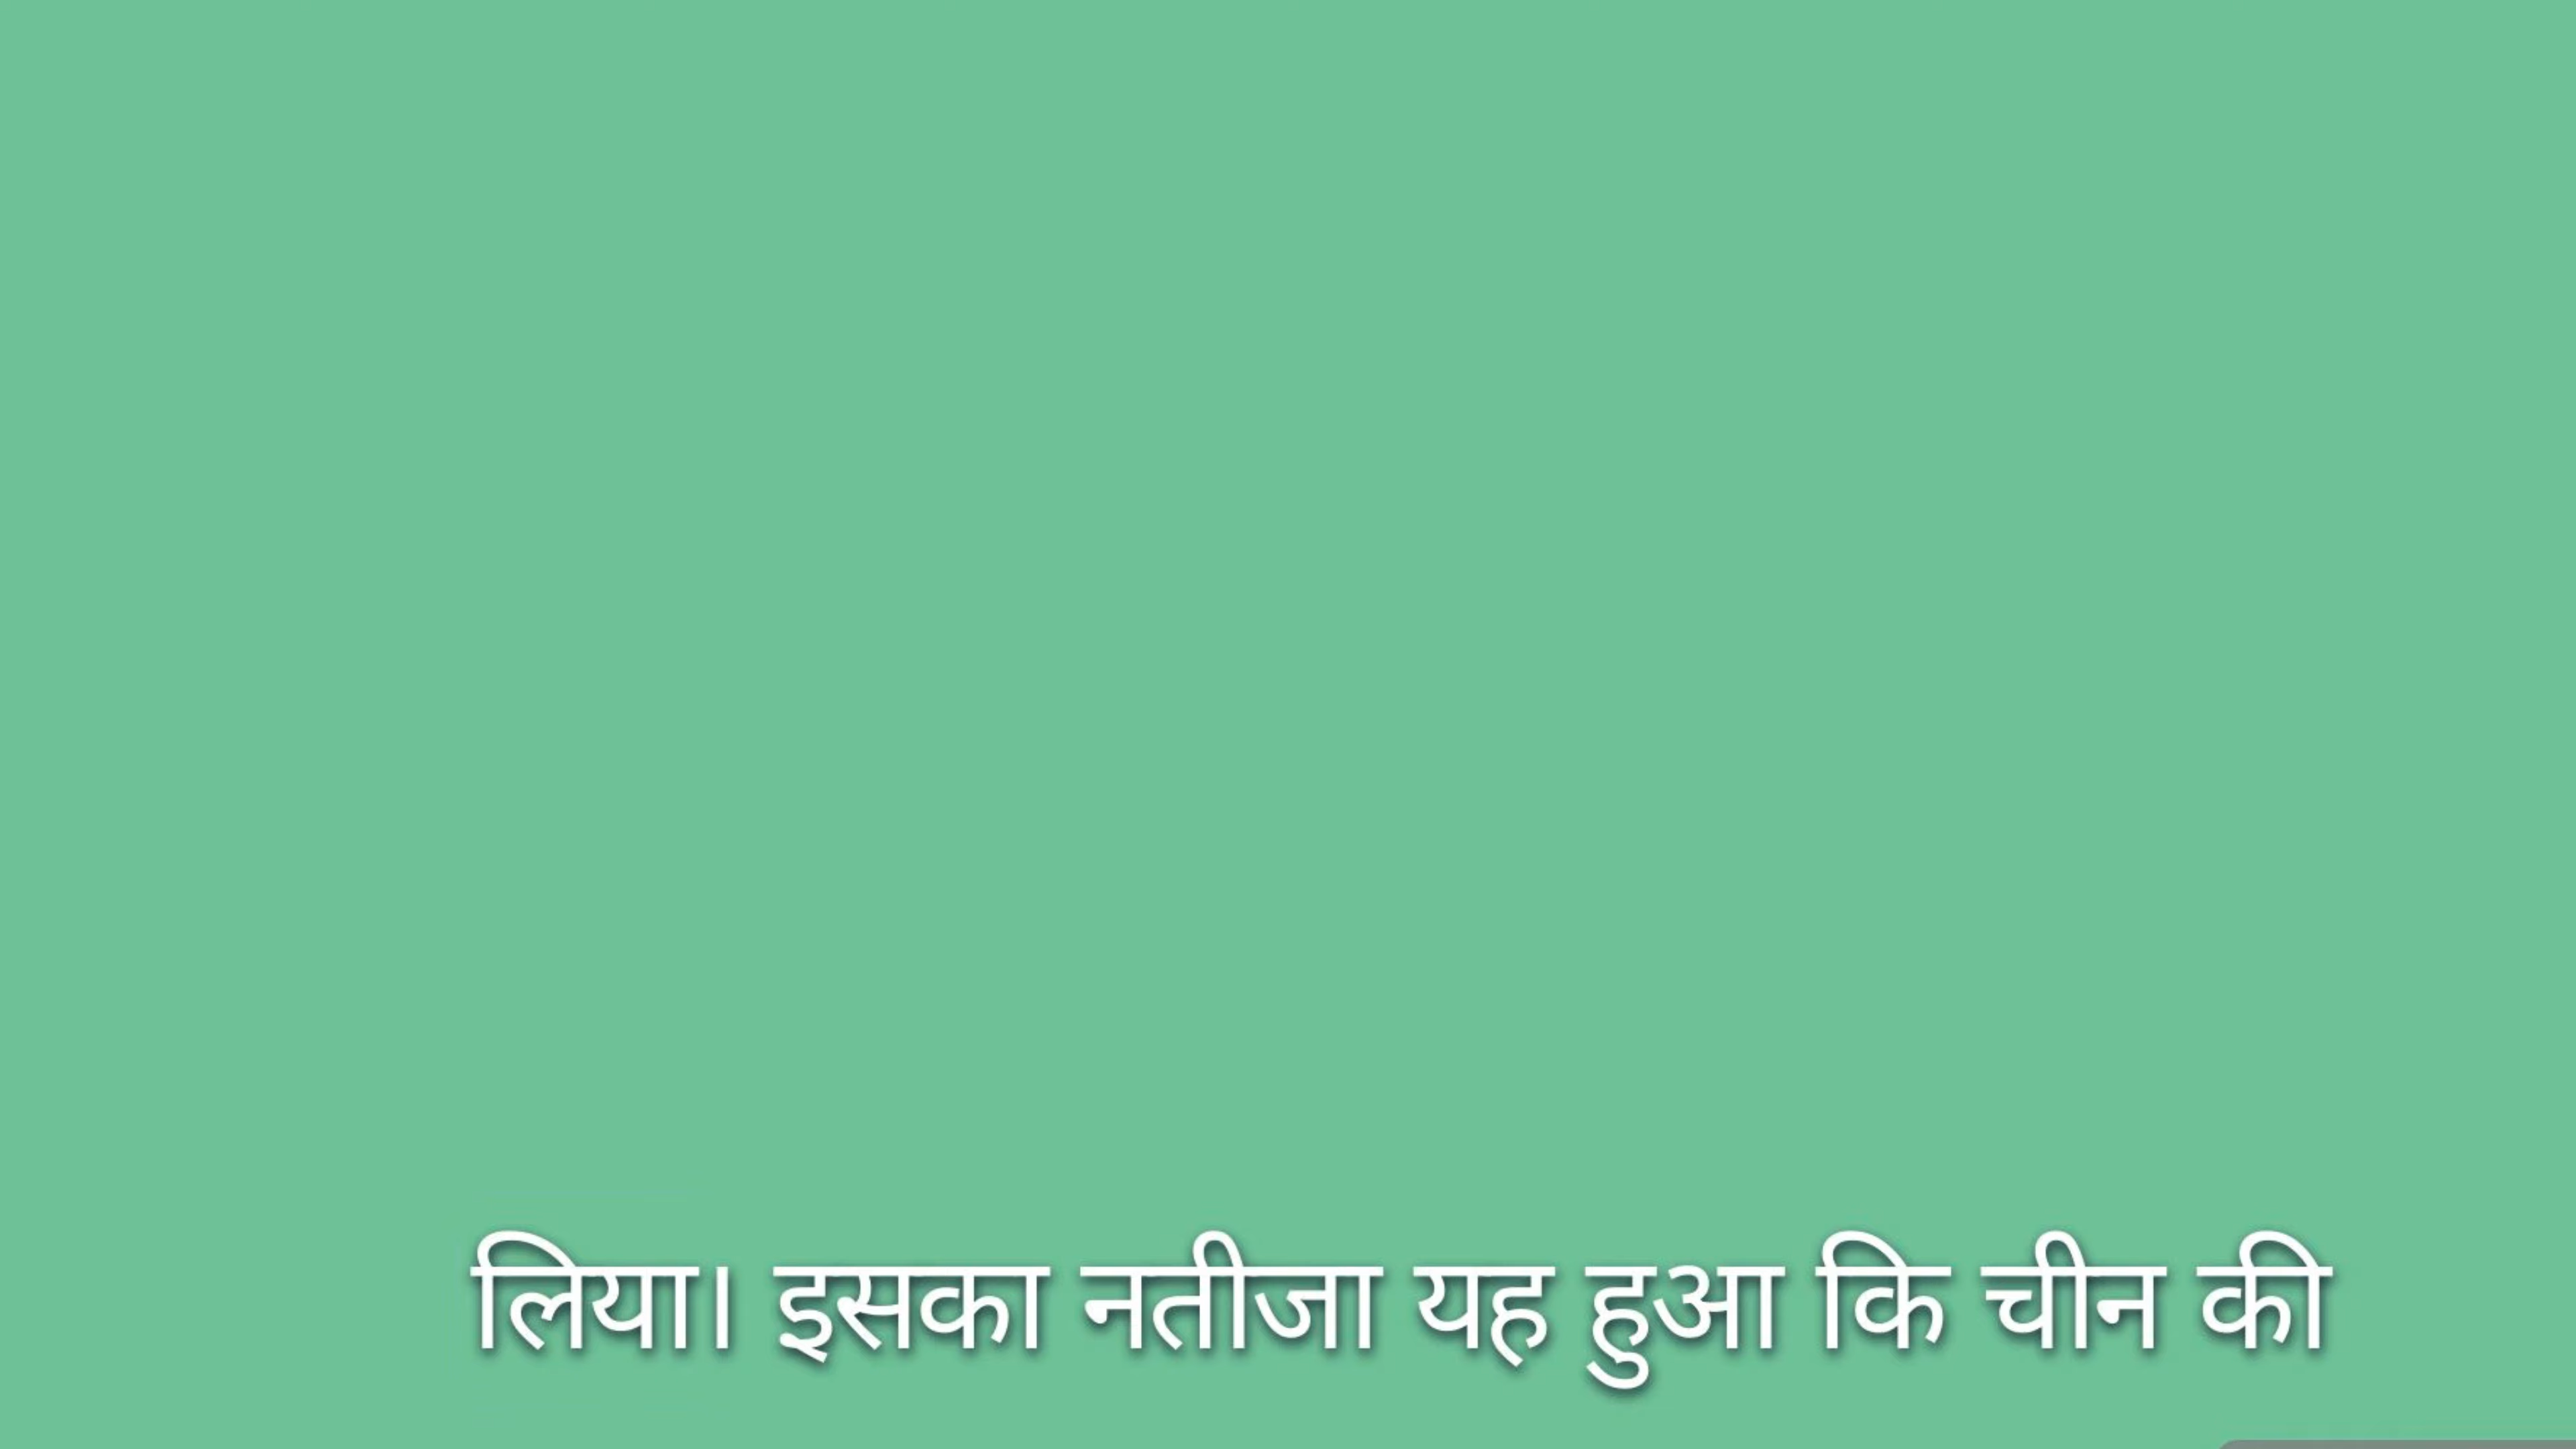 लिया। इसका नतीजा यह हुआ कि चीन की